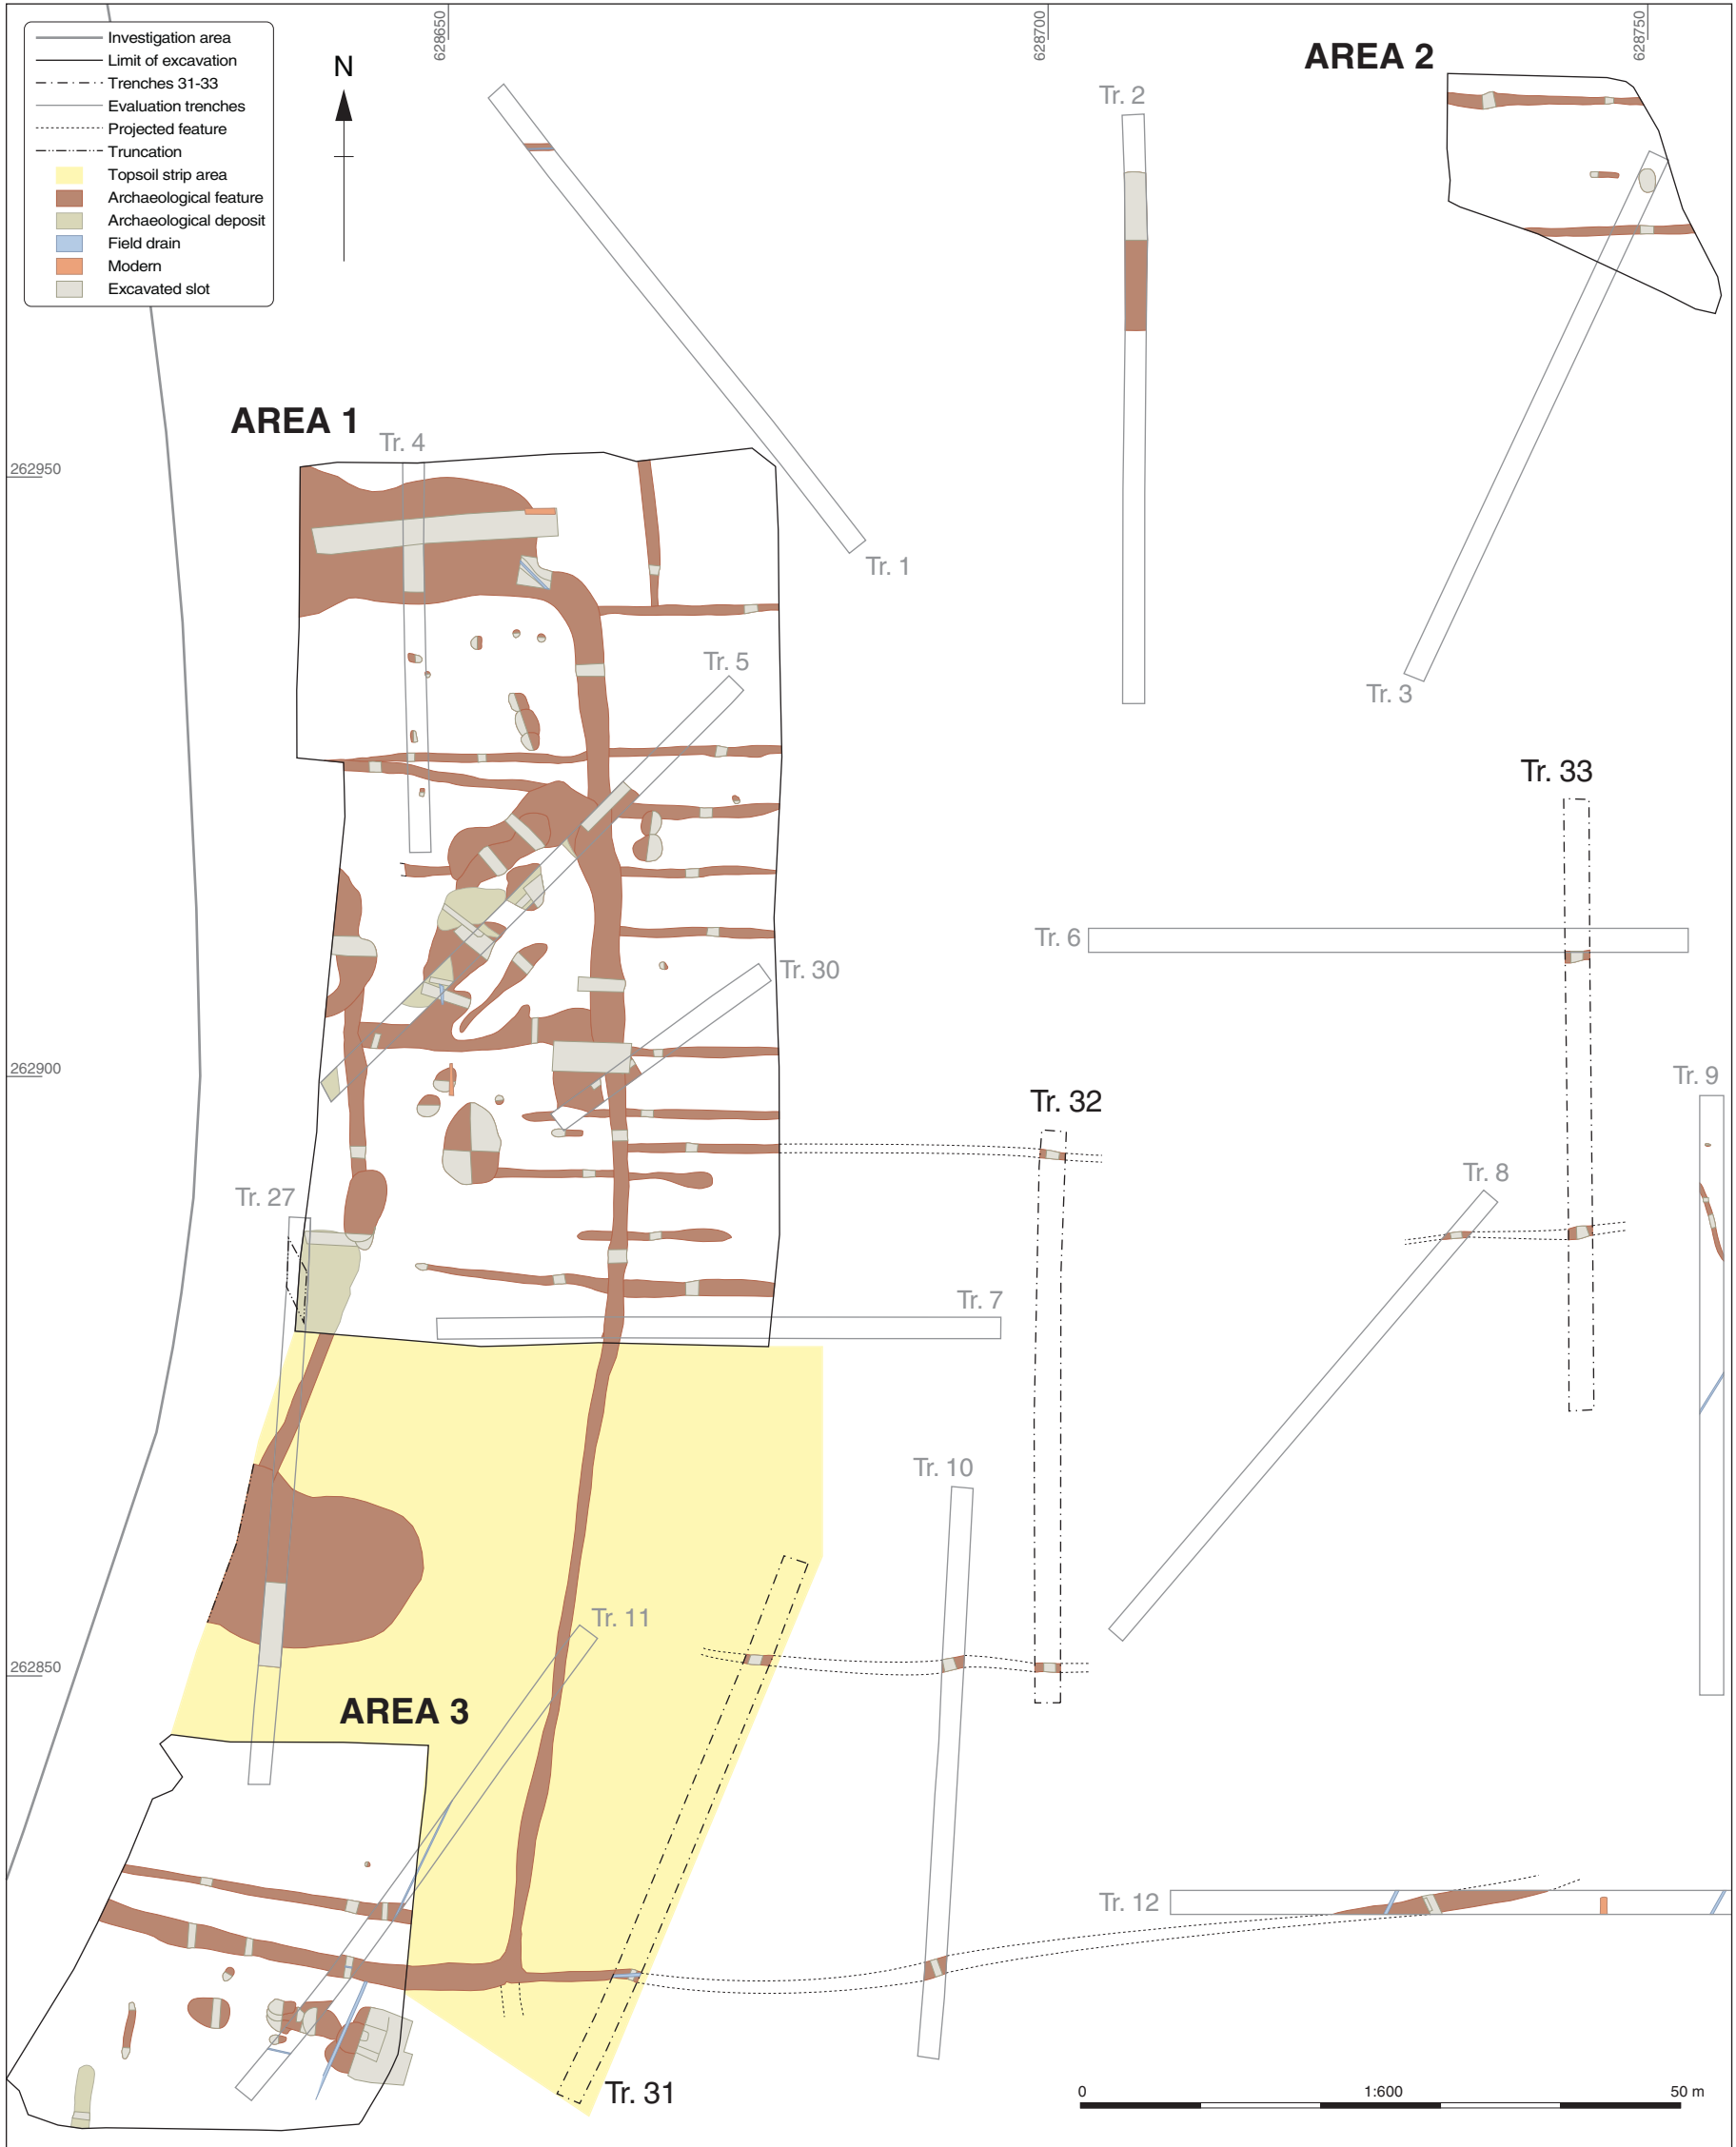 628650
628700
628750
AREA 2
Investigation area
Limit of excavation
Trenches 31-33
Evaluation trenches
Projected feature
Truncation
Topsoil strip area
Archaeological feature
Archaeological deposit
Field drain
Modern
Excavated slot
N
Tr. 2
AREA 1
Tr. 4
262950
Tr. 1
Tr. 5
Tr. 3
Tr. 33
Tr. 6
Tr. 30
262900
Tr. 9
Tr. 32
Tr. 8
Tr. 27
Tr. 7
Tr. 10
Tr. 11
262850
AREA 3
Tr. 12
Tr. 31
0 1:600 50 m